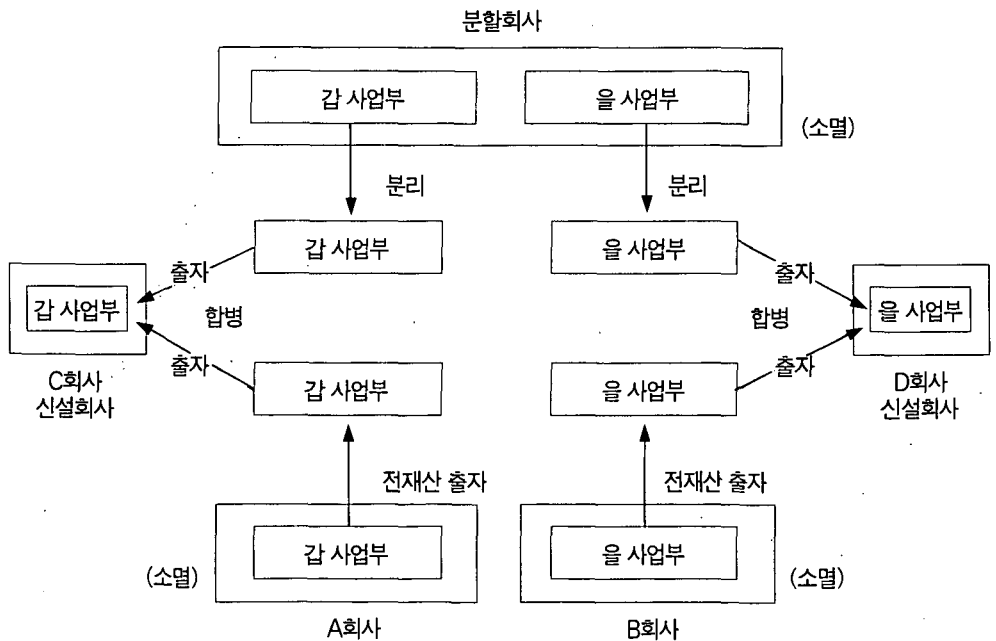 분할회사
갑 사업부
을 사업부
(소멸)
분리
분리
갑 사업부
을 사업부
출자
출자
갑 사업부
합병
합병
을 사업부
출자
출자
C회사
신설회사
갑 사업부
을 사업부
D회사
신설회사
전재산 출자
전재산 출자
갑 사업부
을 사업부
(소멸)
(소멸)
A회사
B회사